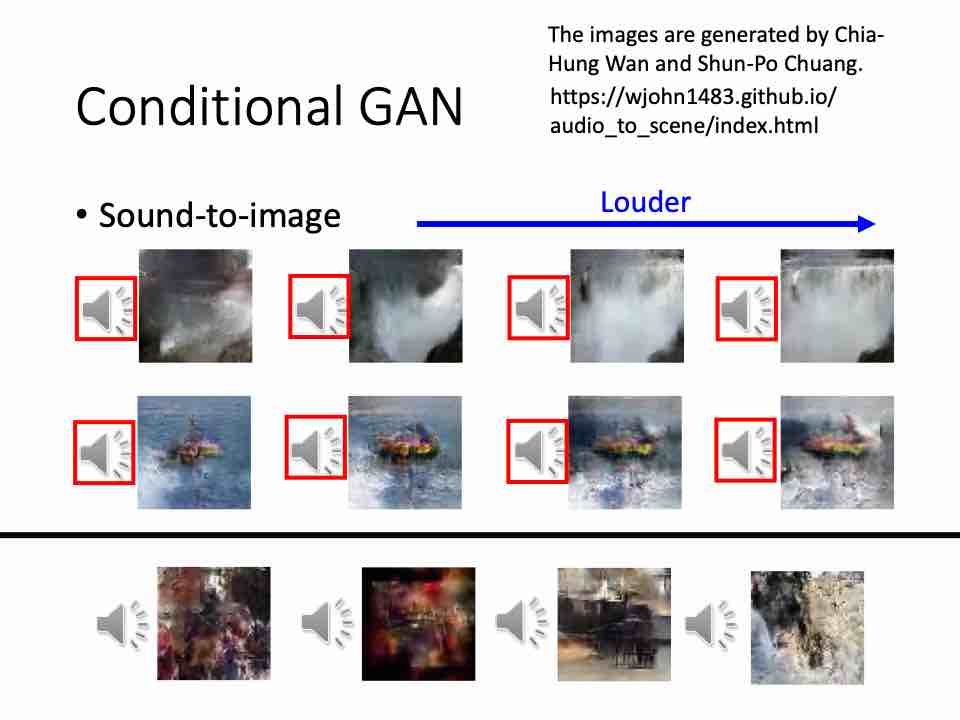 The images are generated by Chia-
Hung Wan and Shun-Po Chuang.
https://wjohn1483.github.io/
audio_to_scene/index.html
Conditional GAN
• Sound-to-image
Louder